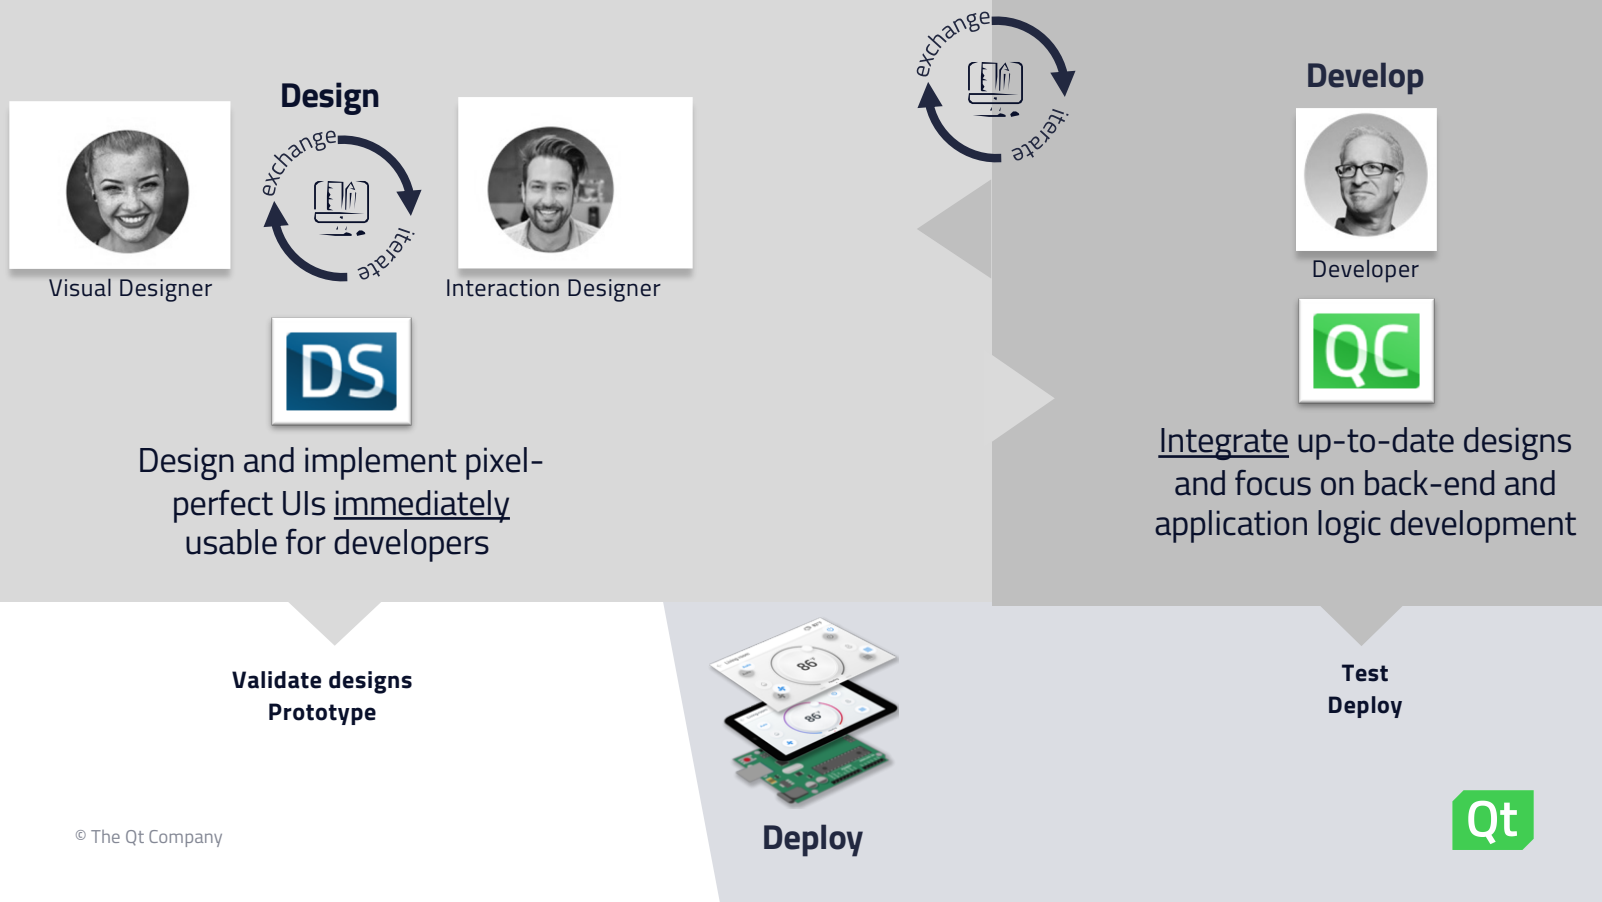 Design
exchange
iterate
Visual Designer
Interaction Designer
DS
Design and implement pixel-
perfect UIs immediately
usable for developers
Validate designs
Prototype
exchange
iterate
Develop
Developer
QC
Integrate up-to-date designs
and focus on back-end and
application logic development
Test
Deploy
86°
86°
Deploy
© The Qt Company
Qt